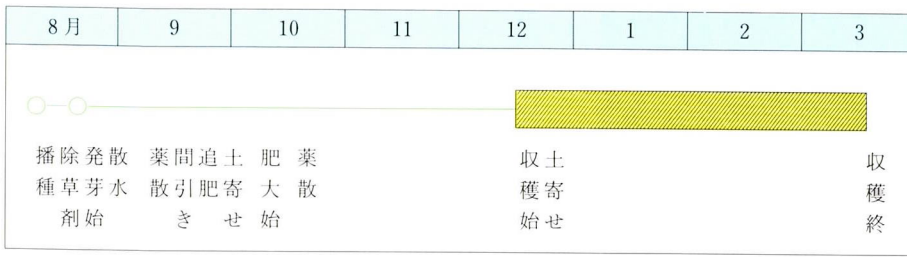 8月 9 10 11 12 1 2 3
播種
除草剤
発芽始
散水
薬散
間引き
追肥
土寄せ
肥大始
薬散
収穫始
土寄せ
収穫終